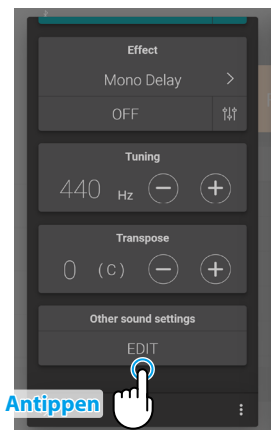 Effect
Mono Delay >
OFF
Tuning
440 Hz − +
Transpose
0 (C) − +
Other sound settings
EDIT
Antippen